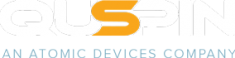 QUSPIN
AN ATOMIC DEVICES COMPANY